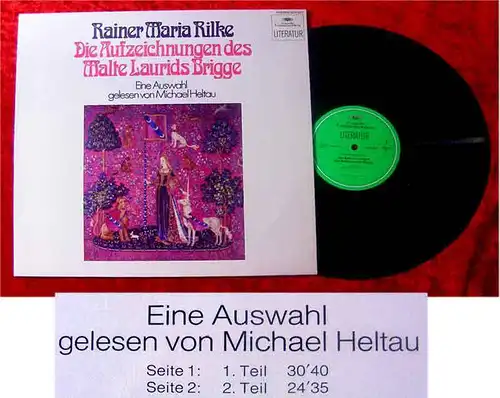 Rainer Maria Rilke
Die Aufzeichnungen des
Malte Laurids Brigge
Eine Auswahl
gelesen von Michael Heltau
LITERATUR
LITERATUR
Eine Auswahl
gelesen von Michael Heltau
Seite 1: 1. Teil 30'40
Seite 2: 2. Teil 24'35